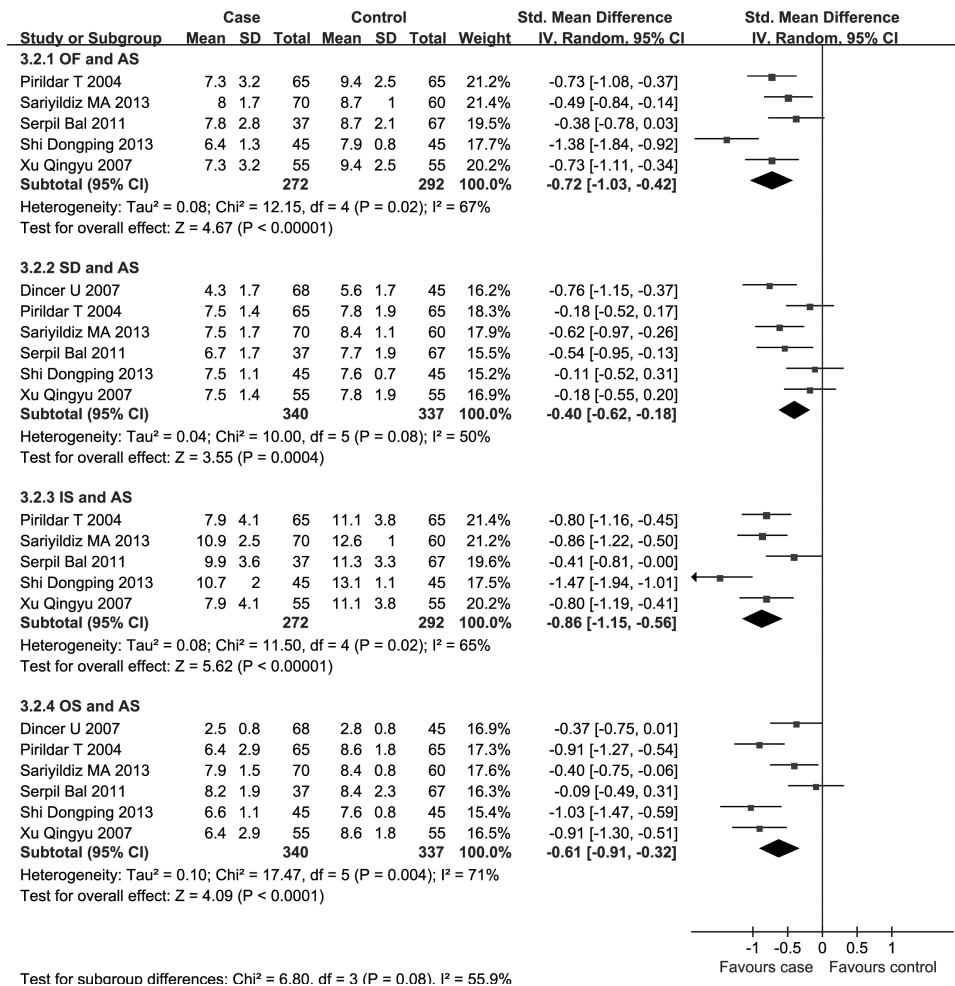 Case Control Std. Mean Difference Std. Mean Difference
Study or Subgroup Mean SD Total Mean SD Total Weight IV, Random, 95% CI IV, Random, 95% CI
3.2.1 OF and AS
Pirildar T 2004 7.3 3.2 65 9.4 2.5 65 21.2% -0.73 [-1.08, -0.37]
Sariyildiz MA 2013 8 1.7 70 8.7 1 60 21.4% -0.49 [-0.84, -0.14]
Serpil Bal 2011 7.8 2.8 37 8.7 2.1 67 19.5% -0.38 [-0.78, 0.03]
Shi Dongping 2013 6.4 1.3 45 7.9 0.8 45 17.7% -1.38 [-1.84, -0.92]
Xu Qingyu 2007 7.3 3.2 55 9.4 2.5 55 20.2% -0.73 [-1.11, -0.34]
Subtotal (95% CI) 272 292 100.0% -0.72 [-1.03, -0.42]
Heterogeneity: Tau² = 0.08; Chi² = 12.15, df = 4 (P = 0.02); I² = 67%
Test for overall effect: Z = 4.67 (P < 0.00001)
3.2.2 SD and AS
Dincer U 2007 4.3 1.7 68 5.6 1.7 45 16.2% -0.76 [-1.15, -0.37]
Pirildar T 2004 7.5 1.4 65 7.8 1.9 65 18.3% -0.18 [-0.52, 0.17]
Sariyildiz MA 2013 7.5 1.7 70 8.4 1.1 60 17.9% -0.62 [-0.97, -0.26]
Serpil Bal 2011 6.7 1.7 37 7.7 1.9 67 15.5% -0.54 [-0.95, -0.13]
Shi Dongping 2013 7.5 1.1 45 7.6 0.7 45 15.2% -0.11 [-0.52, 0.31]
Xu Qingyu 2007 7.5 1.4 55 7.8 1.9 55 16.9% -0.18 [-0.55, 0.20]
Subtotal (95% CI) 340 337 100.0% -0.40 [-0.62, -0.18]
Heterogeneity: Tau² = 0.04; Chi² = 10.00, df = 5 (P = 0.08); I² = 50%
Test for overall effect: Z = 3.55 (P = 0.0004)
3.2.3 IS and AS
Pirildar T 2004 7.9 4.1 65 11.1 3.8 65 21.4% -0.80 [-1.16, -0.45]
Sariyildiz MA 2013 10.9 2.5 70 12.6 1 60 21.2% -0.86 [-1.22, -0.50]
Serpil Bal 2011 9.9 3.6 37 11.3 3.3 67 19.6% -0.41 [-0.81, -0.00]
Shi Dongping 2013 10.7 2 45 13.1 1.1 45 17.5% -1.47 [-1.94, -1.01]
Xu Qingyu 2007 7.9 4.1 55 11.1 3.8 55 20.2% -0.80 [-1.19, -0.41]
Subtotal (95% CI) 272 292 100.0% -0.86 [-1.15, -0.56]
Heterogeneity: Tau² = 0.08; Chi² = 11.50, df = 4 (P = 0.02); I² = 65%
Test for overall effect: Z = 5.62 (P < 0.00001)
3.2.4 OS and AS
Dincer U 2007 2.5 0.8 68 2.8 0.8 45 16.9% -0.37 [-0.75, 0.01]
Pirildar T 2004 6.4 2.9 65 8.6 1.8 65 17.3% -0.91 [-1.27, -0.54]
Sariyildiz MA 2013 7.9 1.5 70 8.4 0.8 60 17.6% -0.40 [-0.75, -0.06]
Serpil Bal 2011 8.2 1.9 37 8.4 2.3 67 16.3% -0.09 [-0.49, 0.31]
Shi Dongping 2013 6.6 1.1 45 7.6 0.8 45 15.4% -1.03 [-1.47, -0.59]
Xu Qingyu 2007 6.4 2.9 55 8.6 1.8 55 16.5% -0.91 [-1.30, -0.51]
Subtotal (95% CI) 340 337 100.0% -0.61 [-0.91, -0.32]
Heterogeneity: Tau² = 0.10; Chi² = 17.47, df = 5 (P = 0.004); I² = 71%
Test for overall effect: Z = 4.09 (P < 0.0001)
-1 -0.5 0 0.5 1
Favours case Favours control
Test for subgroup differences: Chi² = 6.80, df = 3 (P = 0.08), I² = 55.9%